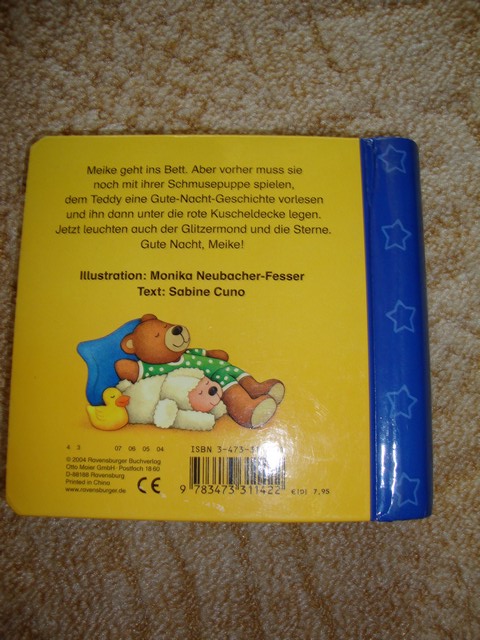 Meike geht ins Bett. Aber vorher muss sie
noch mit ihrer Schmusepuppe spielen,
dem Teddy eine Gute-Nacht-Geschichte vorlesen
und ihn dann unter die rote Kuscheldecke legen.
Jetzt leuchten auch der Glitzermond und die Sterne.
Gute Nacht, Meike!
Illustration: Monika Neubacher-Fesser
Text: Sabine Cuno
4 3 07 06 05 04
© 2004 Ravensburger Buchverlag
Otto Maier GmbH · Postfach 18 60
D-88188 Ravensburg
Printed in China
www.ravensburger.de
CE
ISBN
9 783473 311422
€(D) 7,95